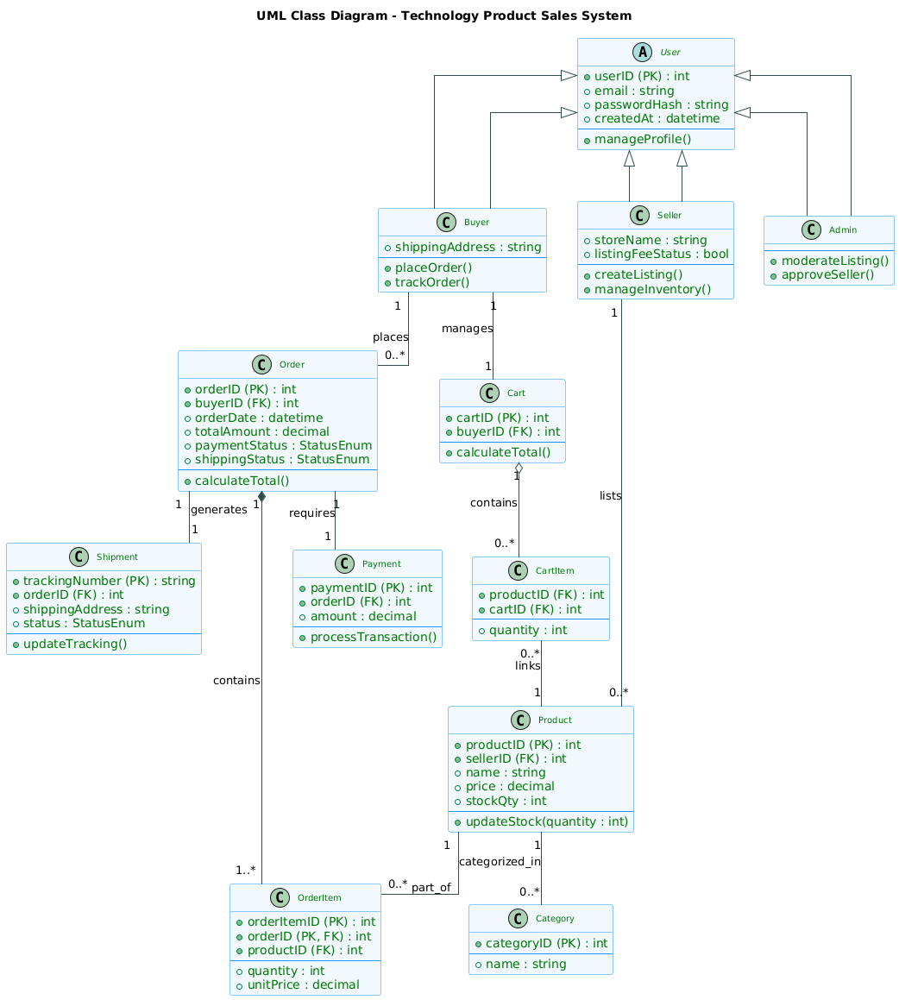 UML Class Diagram - Technology Product Sales System
A User
userID (PK) : int
email : string
passwordHash : string
createdAt : datetime
manageProfile()
C Buyer
shippingAddress : string
placeOrder()
trackOrder()
C Seller
storeName : string
listingFeeStatus : bool
createListing()
manageInventory()
C Admin
moderateListing()
approveSeller()
1
places
0..*
1
manages
1
1
lists
0..*
C Order
orderID (PK) : int
buyerID (FK) : int
orderDate : datetime
totalAmount : decimal
paymentStatus : StatusEnum
shippingStatus : StatusEnum
calculateTotal()
C Cart
cartID (PK) : int
buyerID (FK) : int
calculateTotal()
1
generates
1
1
contains
1..*
1
requires
1
1
contains
0..*
C Shipment
trackingNumber (PK) : string
orderID (FK) : int
shippingAddress : string
status : StatusEnum
updateTracking()
C Payment
paymentID (PK) : int
orderID (FK) : int
amount : decimal
processTransaction()
C CartItem
productID (FK) : int
cartID (FK) : int
quantity : int
0..*
links
1
C Product
productID (PK) : int
sellerID (FK) : int
name : string
price : decimal
stockQty : int
updateStock(quantity : int)
1
part_of
0..*
1
categorized_in
0..*
C OrderItem
orderItemID (PK) : int
orderID (PK, FK) : int
productID (FK) : int
quantity : int
unitPrice : decimal
C Category
categoryID (PK) : int
name : string